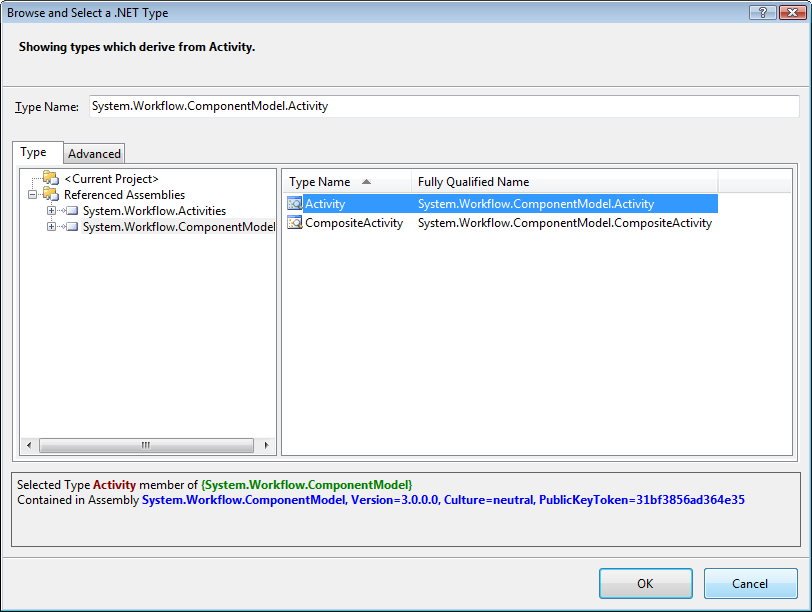 Browse and Select a .NET Type
Showing types which derive from Activity.
Type Name: System.Workflow.ComponentModel.Activity
Type Advanced
<Current Project>
Referenced Assemblies
System.Workflow.Activities
System.Workflow.ComponentModel
Type Name Fully Qualified Name
Activity System.Workflow.ComponentModel.Activity
CompositeActivity System.Workflow.ComponentModel.CompositeActivity
Selected Type Activity member of {System.Workflow.ComponentModel}
Contained in Assembly System.Workflow.ComponentModel, Version=3.0.0.0, Culture=neutral, PublicKeyToken=31bf3856ad364e35
OK Cancel